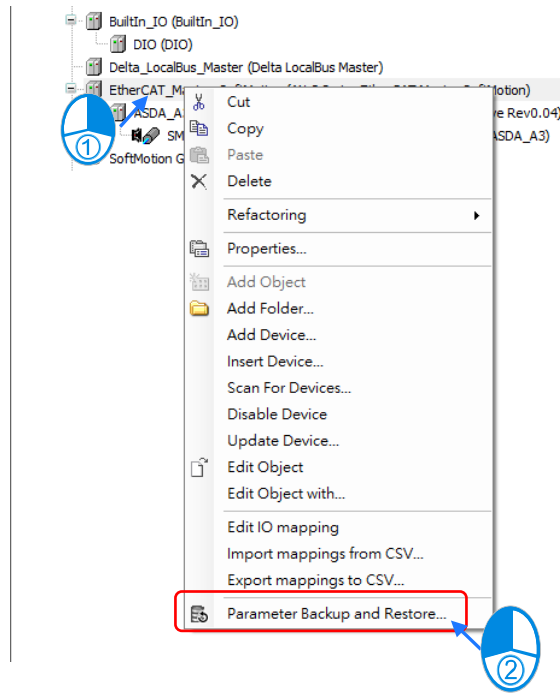 BuiltIn_IO (BuiltIn_IO)
DIO (DIO)
Delta_LocalBus_Master (Delta LocalBus Master)
EtherCAT_M
Motion)
ASDA_A
e Rev0.04)
①
SM
ASDA_A3)
SoftMotion G
Cut
Copy
Paste
Delete
Refactoring
Properties...
Add Object
Add Folder...
Add Device...
Insert Device...
Scan For Devices...
Disable Device
Update Device...
Edit Object
Edit Object with...
Edit IO mapping
Import mappings from CSV...
Export mappings to CSV...
Parameter Backup and Restore...
②